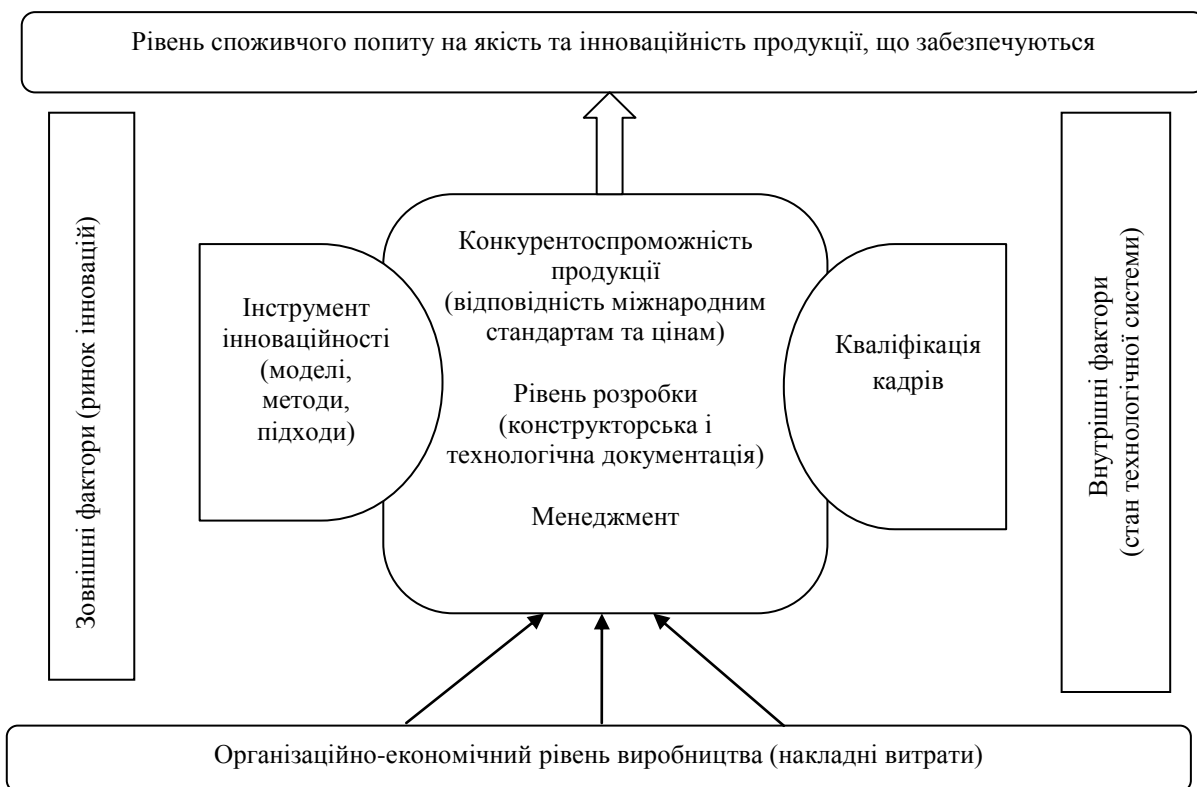 Рівень споживчого попиту на якість та інноваційність продукції, що забезпечуються
Зовнішні фактори (ринок інновацій)
Інструмент
інноваційності
(моделі,
методи,
підходи)
Конкурентоспроможність
продукції
(відповідність міжнародним
стандартам та цінам)
Рівень розробки
(конструкторська і
технологічна документація)
Менеджмент
Кваліфікація
кадрів
Внутрішні фактори
(стан технологічної системи)
Організаційно-економічний рівень виробництва (накладні витрати)